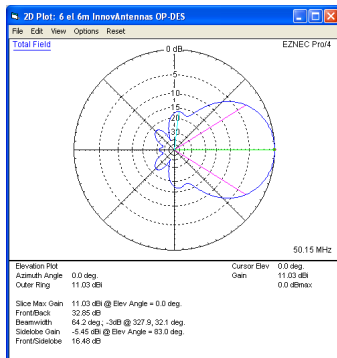 2D Plot: 6 el 6m InnovAntennas OP-DES
File Edit View Options Reset
Total Field
EZNEC Pro/4
0 dB
-5
-10
-15
-20
-30
50.15 MHz
Elevation Plot
Azimuth Angle 0.0 deg.
Outer Ring 11.03 dBi
Cursor Elev 0.0 deg.
Gain 11.03 dBi
0.0 dBmax
Slice Max Gain 11.03 dBi @ Elev Angle = 0.0 deg.
Front/Back 32.85 dB
Beamwidth 64.2 deg.; -3dB @ 327.9, 32.1 deg.
Sidelobe Gain -5.45 dBi @ Elev Angle = 83.0 deg.
Front/Sidelobe 16.48 dB